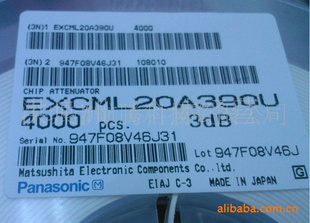 (3N)1 EXCML20A390U 4000
(3N) 2 947F08V46J31 108010
CHIP ATTENUATOR
EXCML20A390U
4000 pcs. 3dB
Serial No. 947F08V46J31
Lot 947F08V46J
Matsushita Electronic Components Co., ltd.
Panasonic M EIAJ C-3 MADE IN JAPAN G
alibaba.com.cn